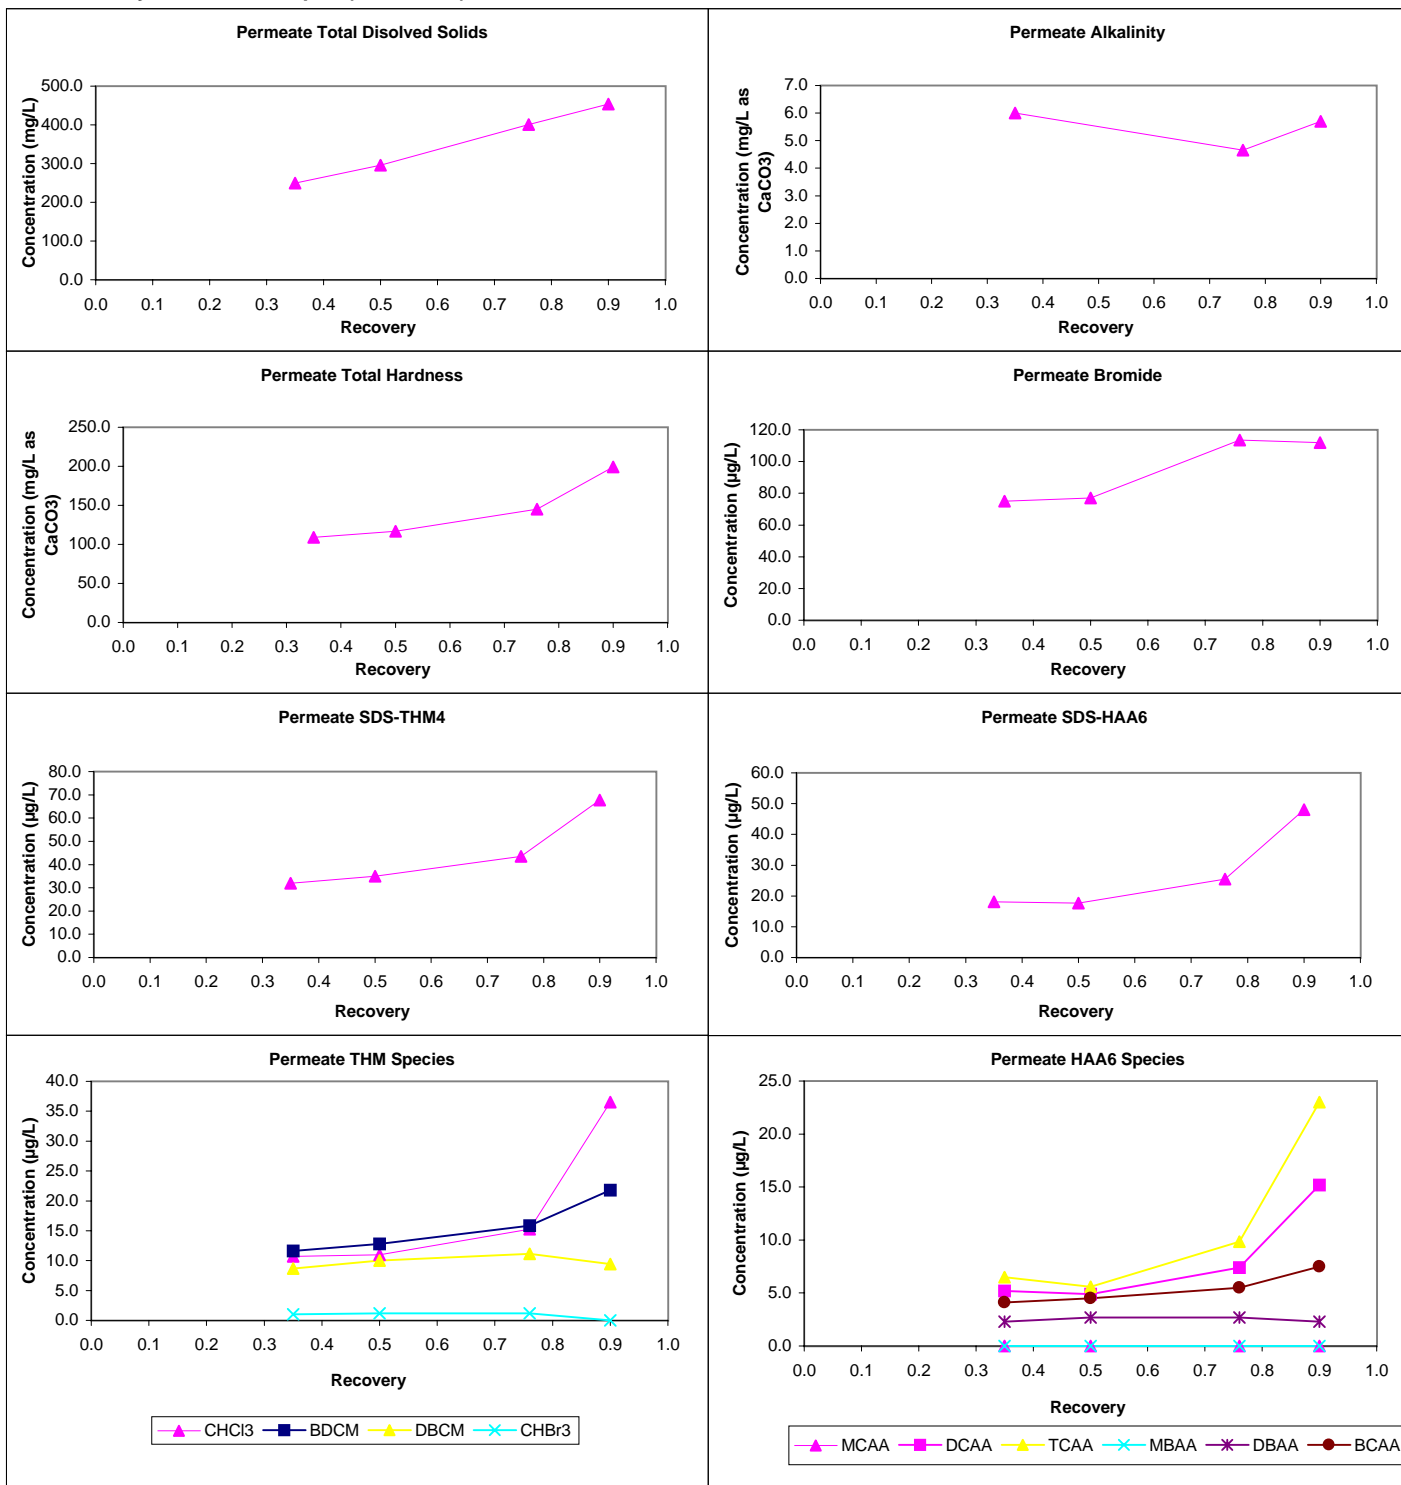 Permeate Total Disolved Solids
Concentration (mg/L)
500.0
400.0
300.0
200.0
100.0
0.0
0.0 0.1 0.2 0.3 0.4 0.5 0.6 0.7 0.8 0.9 1.0
Recovery
Permeate Alkalinity
Concentration (mg/L as
CaCO3)
7.0
6.0
5.0
4.0
3.0
2.0
1.0
0.0
0.0 0.1 0.2 0.3 0.4 0.5 0.6 0.7 0.8 0.9 1.0
Recovery
Permeate Total Hardness
Concentration (mg/L as
CaCO3)
250.0
200.0
150.0
100.0
50.0
0.0
0.0 0.1 0.2 0.3 0.4 0.5 0.6 0.7 0.8 0.9 1.0
Recovery
Permeate Bromide
Concentration (µg/L)
120.0
100.0
80.0
60.0
40.0
20.0
0.0
0.0 0.1 0.2 0.3 0.4 0.5 0.6 0.7 0.8 0.9 1.0
Recovery
Permeate SDS-THM4
Concentration (µg/L)
80.0
70.0
60.0
50.0
40.0
30.0
20.0
10.0
0.0
0.0 0.1 0.2 0.3 0.4 0.5 0.6 0.7 0.8 0.9 1.0
Recovery
Permeate SDS-HAA6
Concentration (µg/L)
60.0
50.0
40.0
30.0
20.0
10.0
0.0
0.0 0.1 0.2 0.3 0.4 0.5 0.6 0.7 0.8 0.9 1.0
Recovery
Permeate THM Species
Concentration (µg/L)
40.0
35.0
30.0
25.0
20.0
15.0
10.0
5.0
0.0
0.0 0.1 0.2 0.3 0.4 0.5 0.6 0.7 0.8 0.9 1.0
Recovery
CHCl3 BDCM DBCM CHBr3
Permeate HAA6 Species
Concentration (µg/L)
25.0
20.0
15.0
10.0
5.0
0.0
0.0 0.1 0.2 0.3 0.4 0.5 0.6 0.7 0.8 0.9 1.0
Recovery
MCAA DCAA TCAA MBAA DBAA BCAA